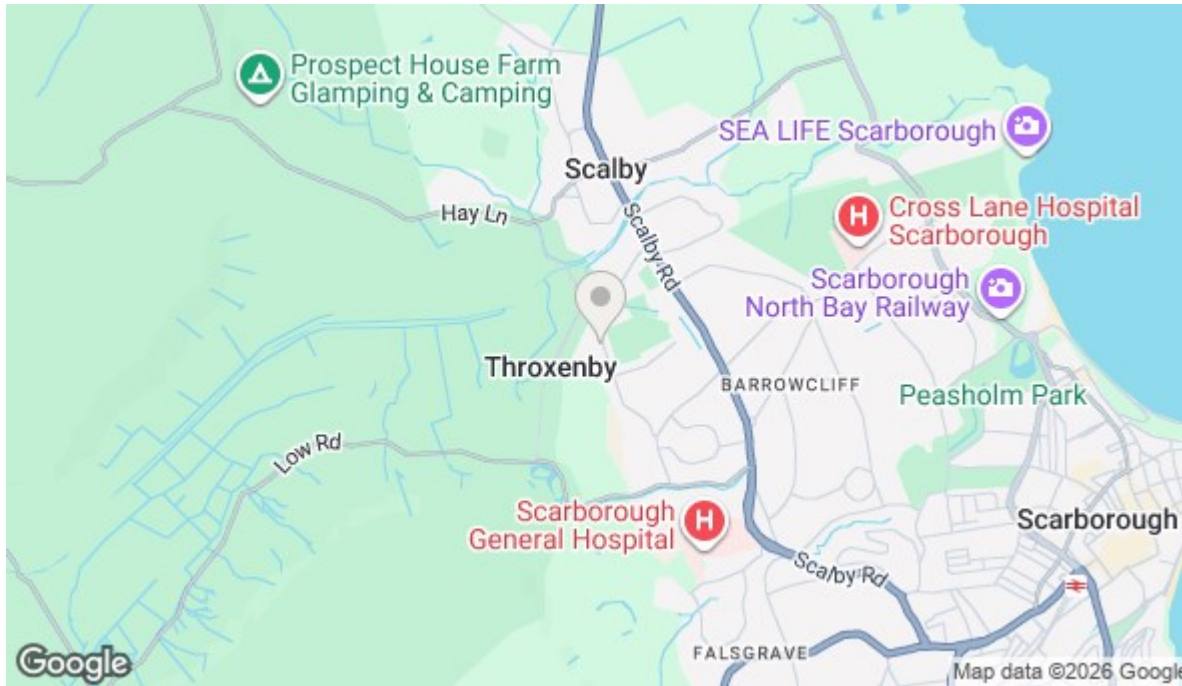 Prospect House Farm
Glamping & Camping
SEA LIFE Scarborough
Scalby
Hay Ln
Scalby Rd
Cross Lane Hospital
Scarborough
Scarborough
North Bay Railway
Throxenby
BARROWCLIFF
Peasholm Park
Low Rd
Scarborough
General Hospital
Scarborough
Scalby Rd
FALSGRAVE
Google
Map data ©2026 Google